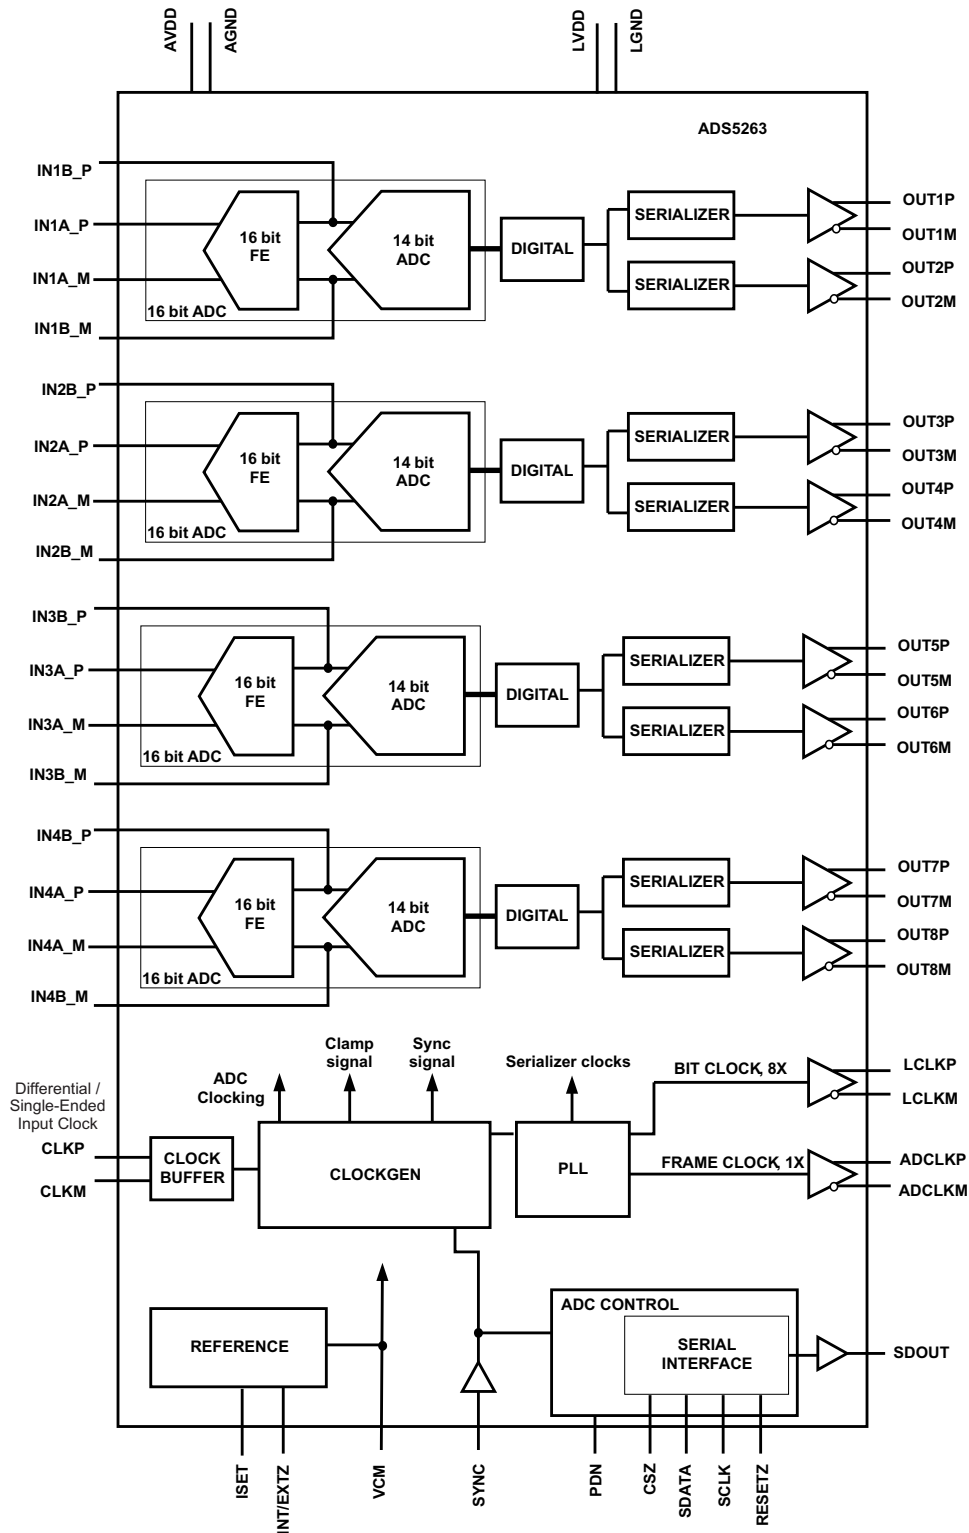 AVDD
AGND
LVDD
LGND
ADS5263
IN1B_P
IN1A_P
IN1A_M
IN1B_M
16 bit
FE
14 bit
ADC
16 bit ADC
DIGITAL
SERIALIZER
SERIALIZER
OUT1P
OUT1M
OUT2P
OUT2M
IN2B_P
IN2A_P
IN2A_M
IN2B_M
16 bit
FE
14 bit
ADC
16 bit ADC
DIGITAL
SERIALIZER
SERIALIZER
OUT3P
OUT3M
OUT4P
OUT4M
IN3B_P
IN3A_P
IN3A_M
IN3B_M
16 bit
FE
14 bit
ADC
16 bit ADC
DIGITAL
SERIALIZER
SERIALIZER
OUT5P
OUT5M
OUT6P
OUT6M
IN4B_P
IN4A_P
IN4A_M
IN4B_M
16 bit
FE
14 bit
ADC
16 bit ADC
DIGITAL
SERIALIZER
SERIALIZER
OUT7P
OUT7M
OUT8P
OUT8M
Differential /
Single-Ended
Input Clock
CLKP
CLKM
CLOCK
BUFFER
ADC
Clocking
Clamp
signal
Sync
signal
CLOCKGEN
Serializer clocks
PLL
BIT CLOCK, 8X
FRAME CLOCK, 1X
LCLKP
LCLKM
ADCLKP
ADCLKM
REFERENCE
ADC CONTROL
SERIAL
INTERFACE
SDOUT
ISET
INT/EXTZ
VCM
SYNC
PDN
CSZ
SDATA
SCLK
RESETZ